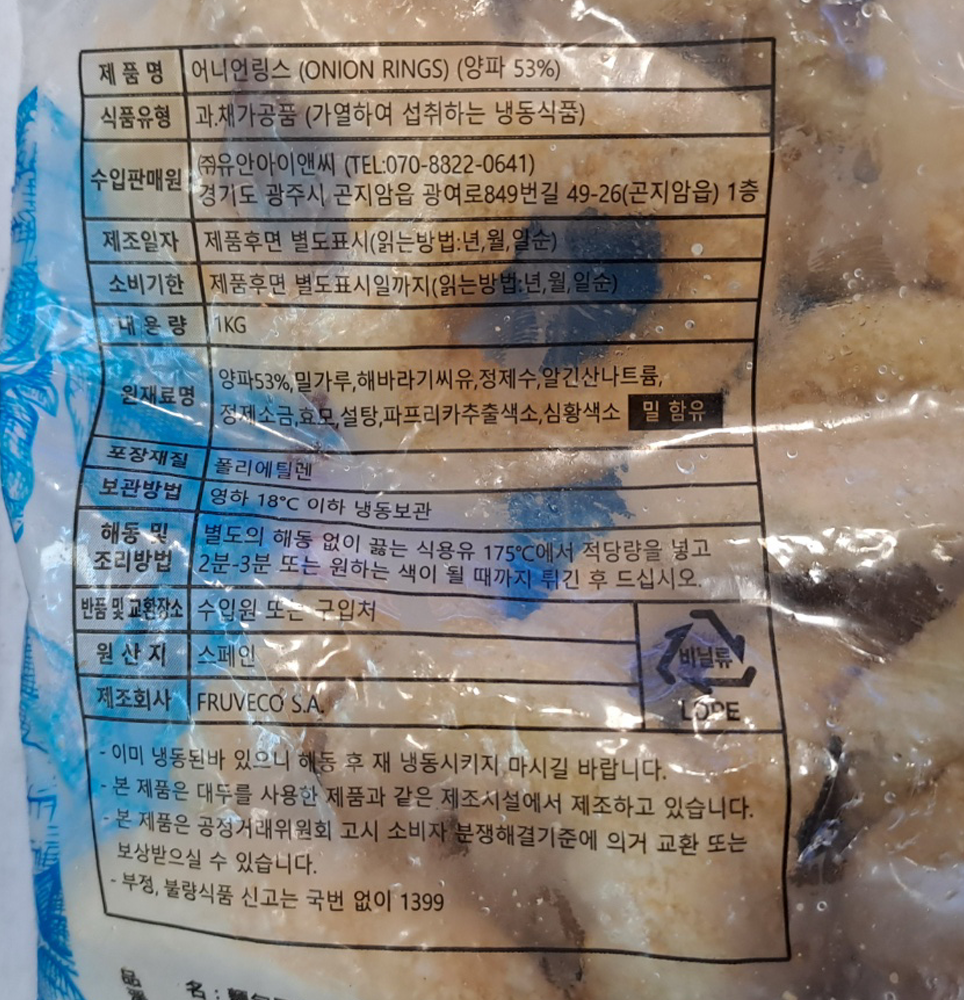 제 품 명 어니언링스 (ONION RINGS) (양파 53%)
식품유형 과.채가공품 (가열하여 섭취하는 냉동식품)
수입판매원 ㈜유안아이앤씨 (TEL:070-8822-0641)
경기도 광주시 곤지암읍 광여로849번길 49-26(곤지암읍) 1층
제조일자 제품후면 별도표시(읽는방법:년,월,일순)
소비기한 제품후면 별도표시일까지(읽는방법:년,월,일순)
내 용 량 1KG
원재료명 양파53%,밀가루,해바라기씨유,정제수,알긴산나트륨,
정제소금,효모,설탕,파프리카추출색소,심황색소 밀 함유
포장재질 폴리에틸렌
보관방법 영하 18°C 이하 냉동보관
해동 및 조리방법 별도의 해동 없이 끓는 식용유 175°C에서 적당량을 넣고
2분-3분 또는 원하는 색이 될 때까지 튀긴 후 드십시오.
반품 및 교환장소 수입원 또는 구입처
원 산 지 스페인
제조회사 FRUVECO S.A.
비닐류
LDPE
- 이미 냉동된바 있으니 해동 후 재 냉동시키지 마시길 바랍니다.
- 본 제품은 대두를 사용한 제품과 같은 제조시설에서 제조하고 있습니다.
- 본 제품은 공정거래위원회 고시 소비자 분쟁해결기준에 의거 교환 또는
보상받으실 수 있습니다.
- 부정, 불량식품 신고는 국번 없이 1399
品 名 :